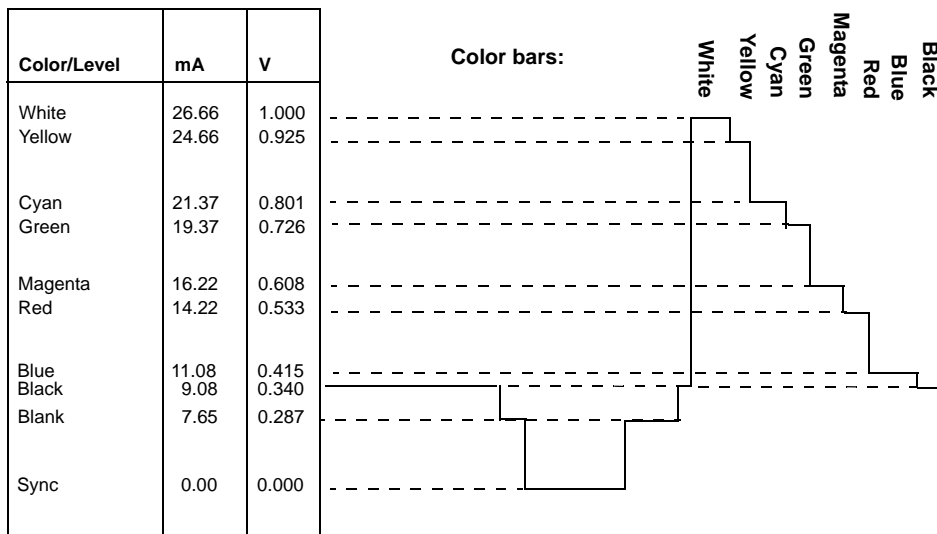 Color/Level mA V
White 26.66 1.000
Yellow 24.66 0.925
Cyan 21.37 0.801
Green 19.37 0.726
Magenta 16.22 0.608
Red 14.22 0.533
Blue 11.08 0.415
Black 9.08 0.340
Blank 7.65 0.287
Sync 0.00 0.000
Color bars:
White
Yellow
Cyan
Green
Magenta
Red
Blue
Black